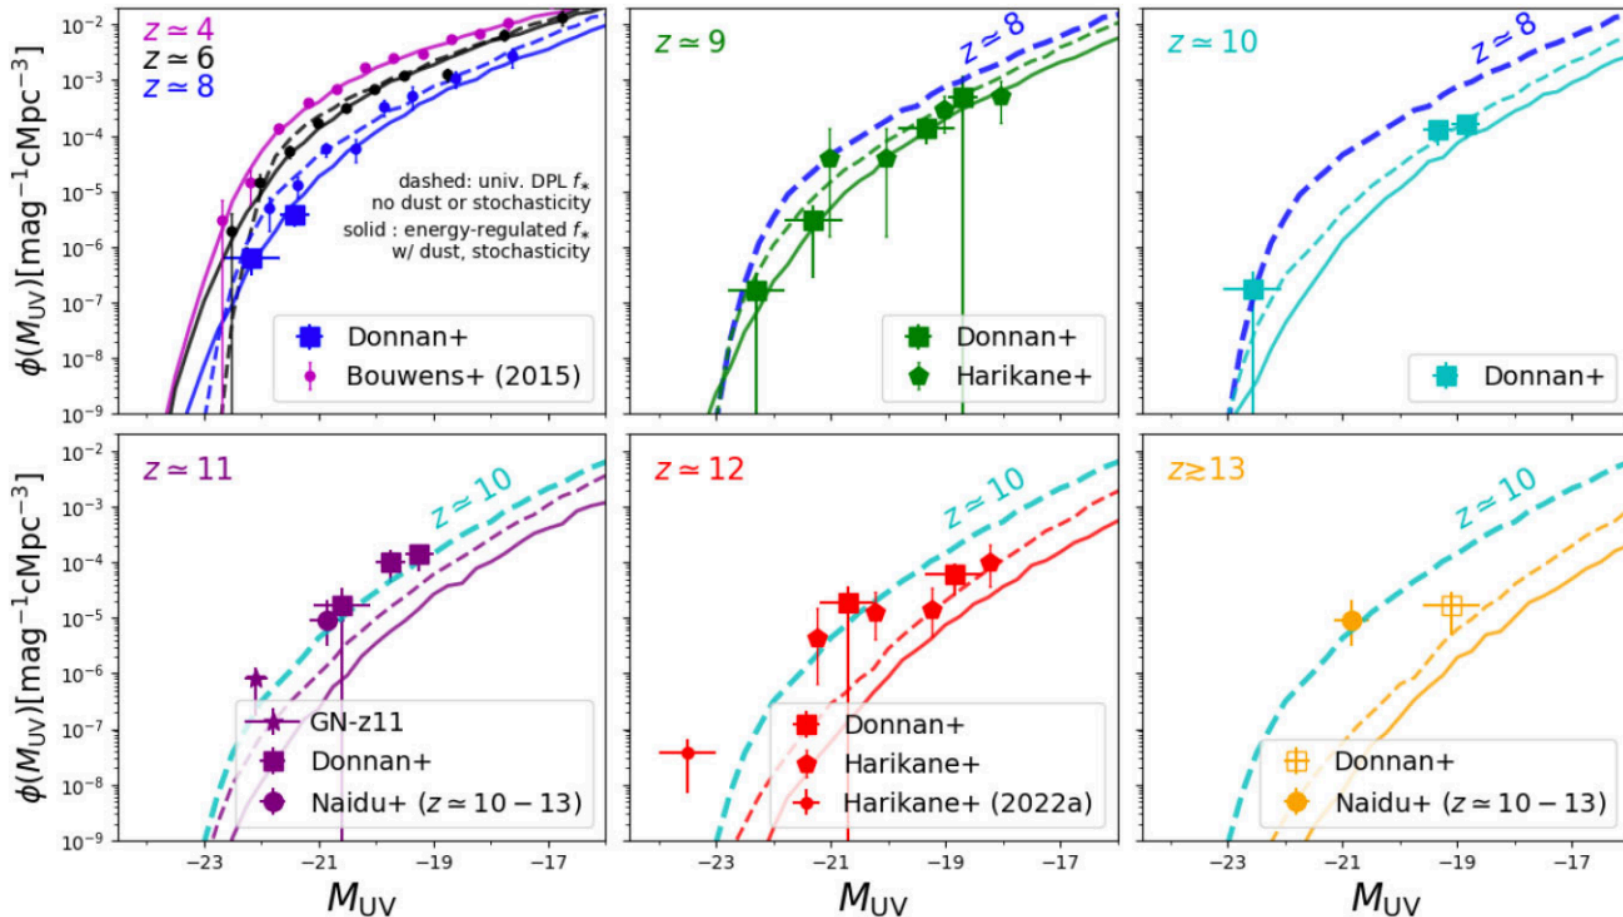 ϕ(M_UV)[mag⁻¹cMpc⁻³]
10⁻²
10⁻³
10⁻⁴
10⁻⁵
10⁻⁶
10⁻⁷
10⁻⁸
10⁻⁹
z ≃ 4
z ≃ 6
z ≃ 8
dashed: univ. DPL f*
no dust or stochasticity
solid : energy-regulated f*
w/ dust, stochasticity
Donnan+
Bouwens+ (2015)
z ≃ 9
z ≃ 8
Donnan+
Harikane+
z ≃ 10
z ≃ 8
Donnan+
ϕ(M_UV)[mag⁻¹cMpc⁻³]
10⁻²
10⁻³
10⁻⁴
10⁻⁵
10⁻⁶
10⁻⁷
10⁻⁸
10⁻⁹
z ≃ 11
z ≃ 10
GN-z11
Donnan+
Naidu+ (z ≃ 10 − 13)
−23 −21 −19 −17
M_UV
z ≃ 12
z ≃ 10
Donnan+
Harikane+
Harikane+ (2022a)
−23 −21 −19 −17
M_UV
z ≳ 13
z ≃ 10
Donnan+
Naidu+ (z ≃ 10 − 13)
−23 −21 −19 −17
M_UV